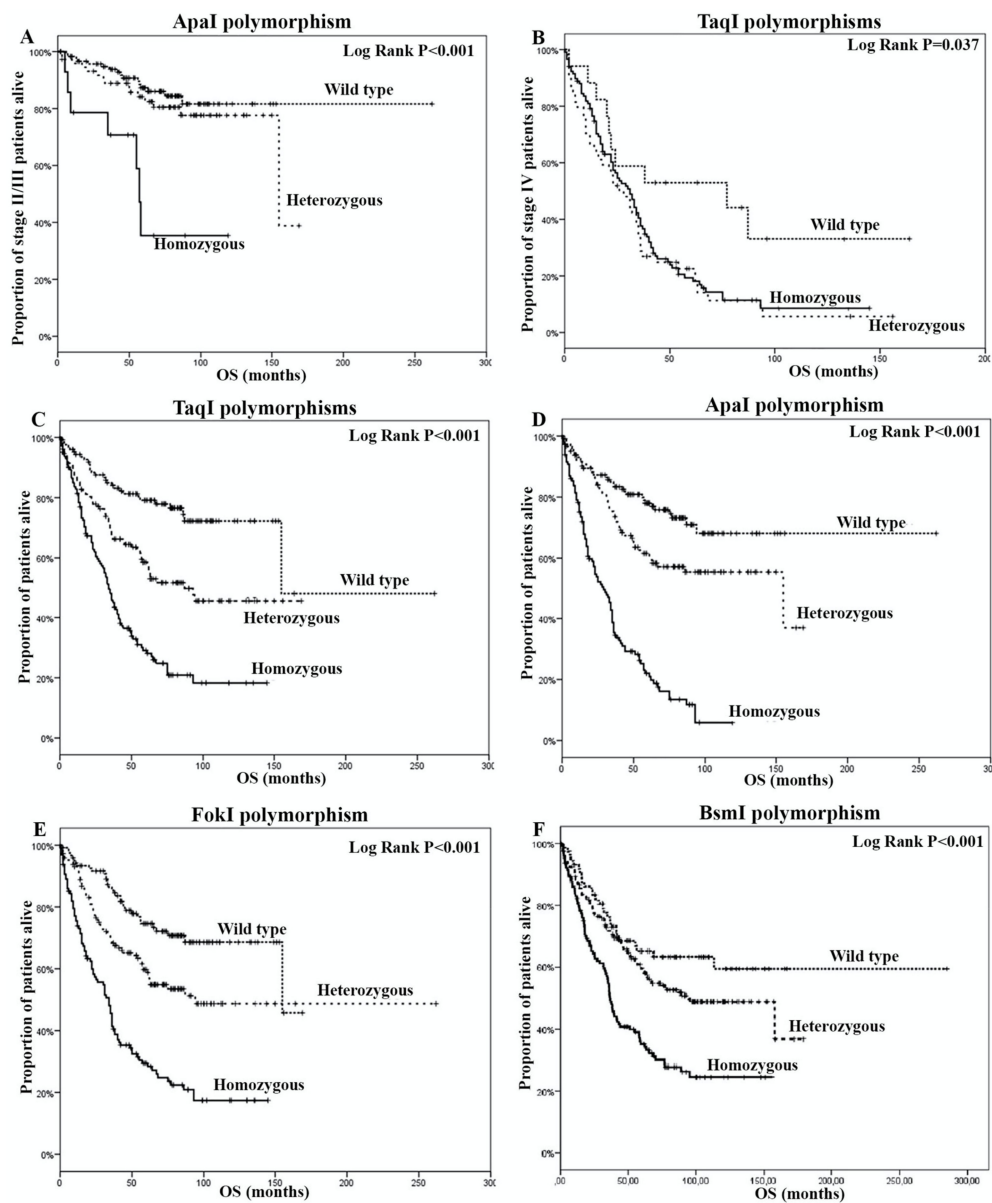 ApaI polymorphism
A
Log Rank P<0.001
Proportion of stage II/III patients alive
100%
80%
60%
40%
20%
0%
Wild type
Heterozygous
Homozygous
0 50 100 150 200 250 300
OS (months)
TaqI polymorphisms
B
Log Rank P=0.037
Proportion of stage IV patients alive
100%
80%
60%
40%
20%
0%
Wild type
Homozygous
Heterozygous
0 50 100 150 200
OS (months)
TaqI polymorphisms
C
Log Rank P<0.001
Proportion of patients alive
100%
80%
60%
40%
20%
0%
Wild type
Heterozygous
Homozygous
0 50 100 150 200 250 300
OS (months)
ApaI polymorphism
D
Log Rank P<0.001
Proportion of patients alive
100%
80%
60%
40%
20%
0%
Wild type
Heterozygous
Homozygous
0 50 100 150 200 250 300
OS (months)
FokI polymorphism
E
Log Rank P<0.001
Proportion of patients alive
100%
80%
60%
40%
20%
0%
Wild type
Heterozygous
Homozygous
0 50 100 150 200 250 300
OS (months)
BsmI polymorphism
F
Log Rank P<0.001
Proportion of patients alive
100%
80%
60%
40%
20%
0%
Wild type
Heterozygous
Homozygous
,00 50,00 100,00 150,00 200,00 250,00 300,00
OS (months)